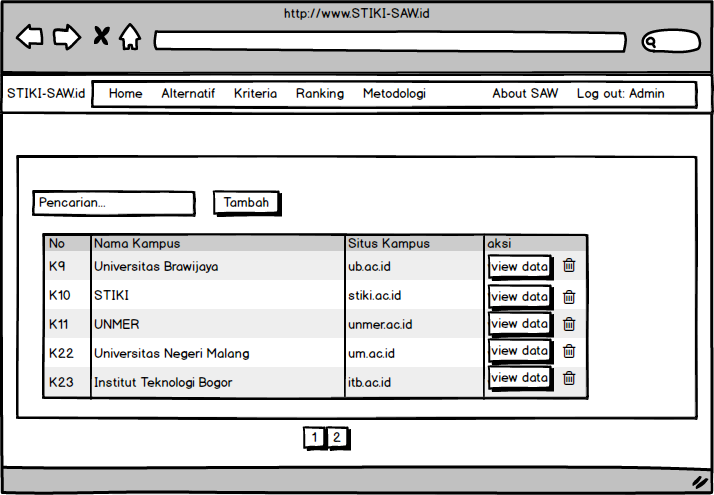 http://www.STIKI-SAW.id
STIKI-SAW.id Home Alternatif Kriteria Ranking Metodologi About SAW Log out: Admin
Pencarian... Tambah
No Nama Kampus Situs Kampus aksi
K9 Universitas Brawijaya ub.ac.id view data
K10 STIKI stiki.ac.id view data
K11 UNMER unmer.ac.id view data
K22 Universitas Negeri Malang um.ac.id view data
K23 Institut Teknologi Bogor itb.ac.id view data
1 2